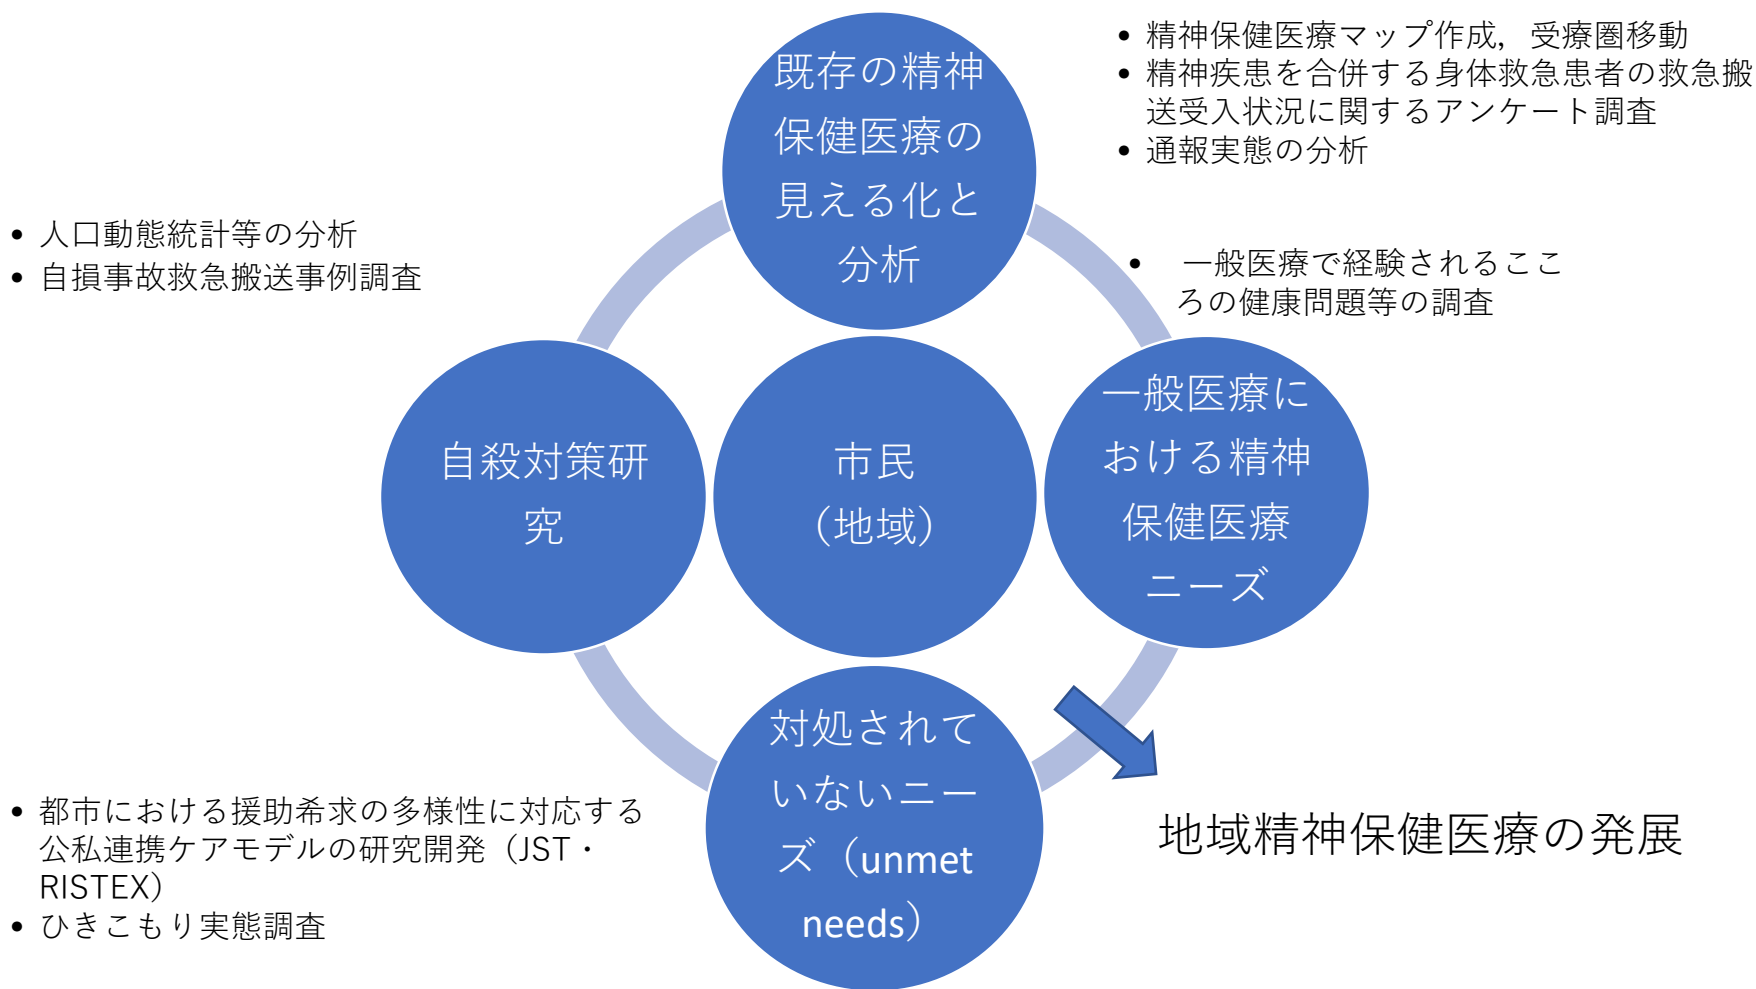 既存の精神
保健医療の
見える化と
分析
• 精神保健医療マップ作成，受療圏移動
• 精神疾患を合併する身体救急患者の救急搬
送受入状況に関するアンケート調査
• 通報実態の分析
• 人口動態統計等の分析
• 自損事故救急搬送事例調査
• 一般医療で経験されるここ
ろの健康問題等の調査
自殺対策研
究
市民
（地域）
一般医療に
おける精神
保健医療
ニーズ
対処されて
いないニー
ズ（unmet
needs）
• 都市における援助希求の多様性に対応する
公私連携ケアモデルの研究開発（JST・
RISTEX）
• ひきこもり実態調査
地域精神保健医療の発展